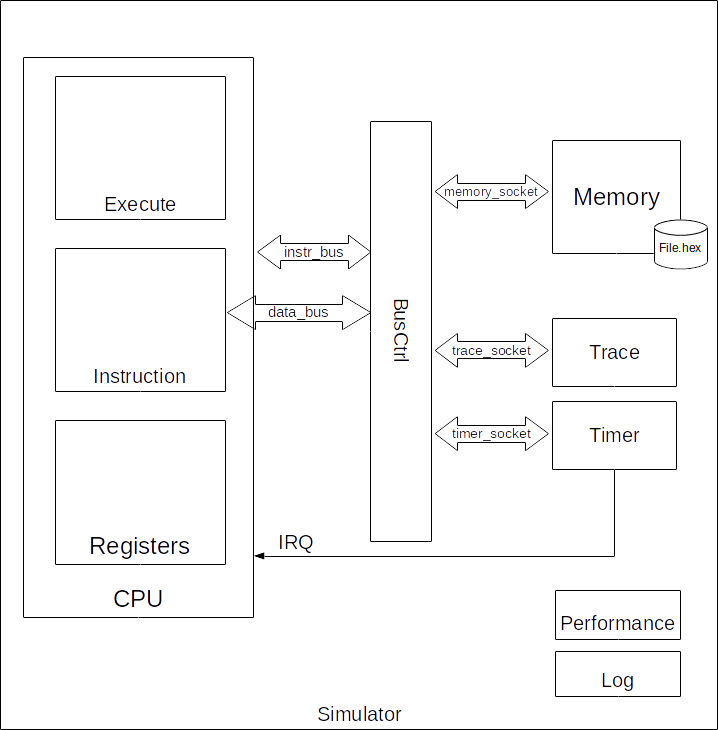 Execute
Instruction
Registers
CPU
instr_bus
data_bus
IRQ
BusCtrl
memory_socket
trace_socket
timer_socket
Memory
File.hex
Trace
Timer
Performance
Log
Simulator